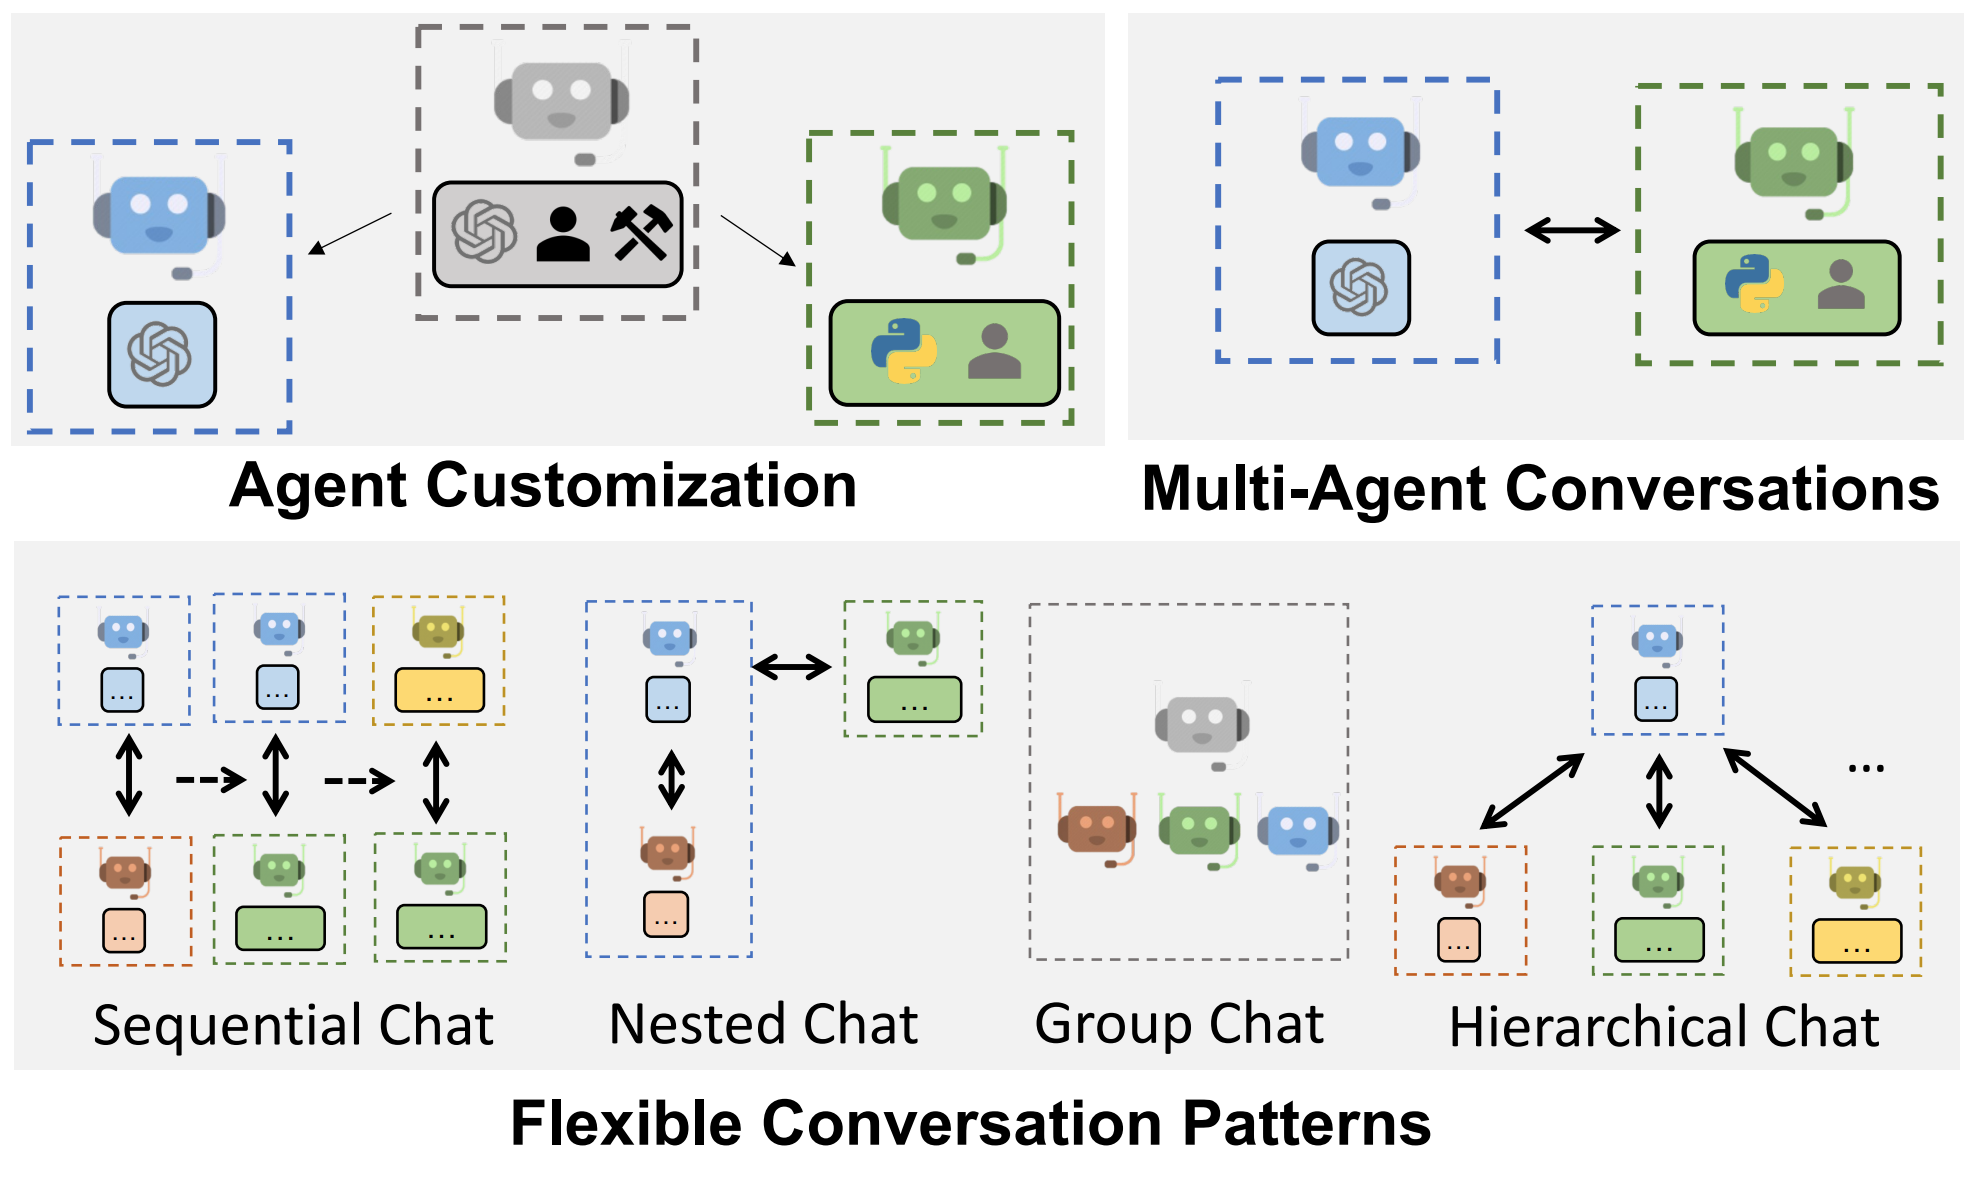 Agent Customization
Multi-Agent Conversations
... ... ...
... ... ...
Sequential Chat
... ...
...
Nested Chat
Group Chat
...
...
... ... ...
Hierarchical Chat
Flexible Conversation Patterns